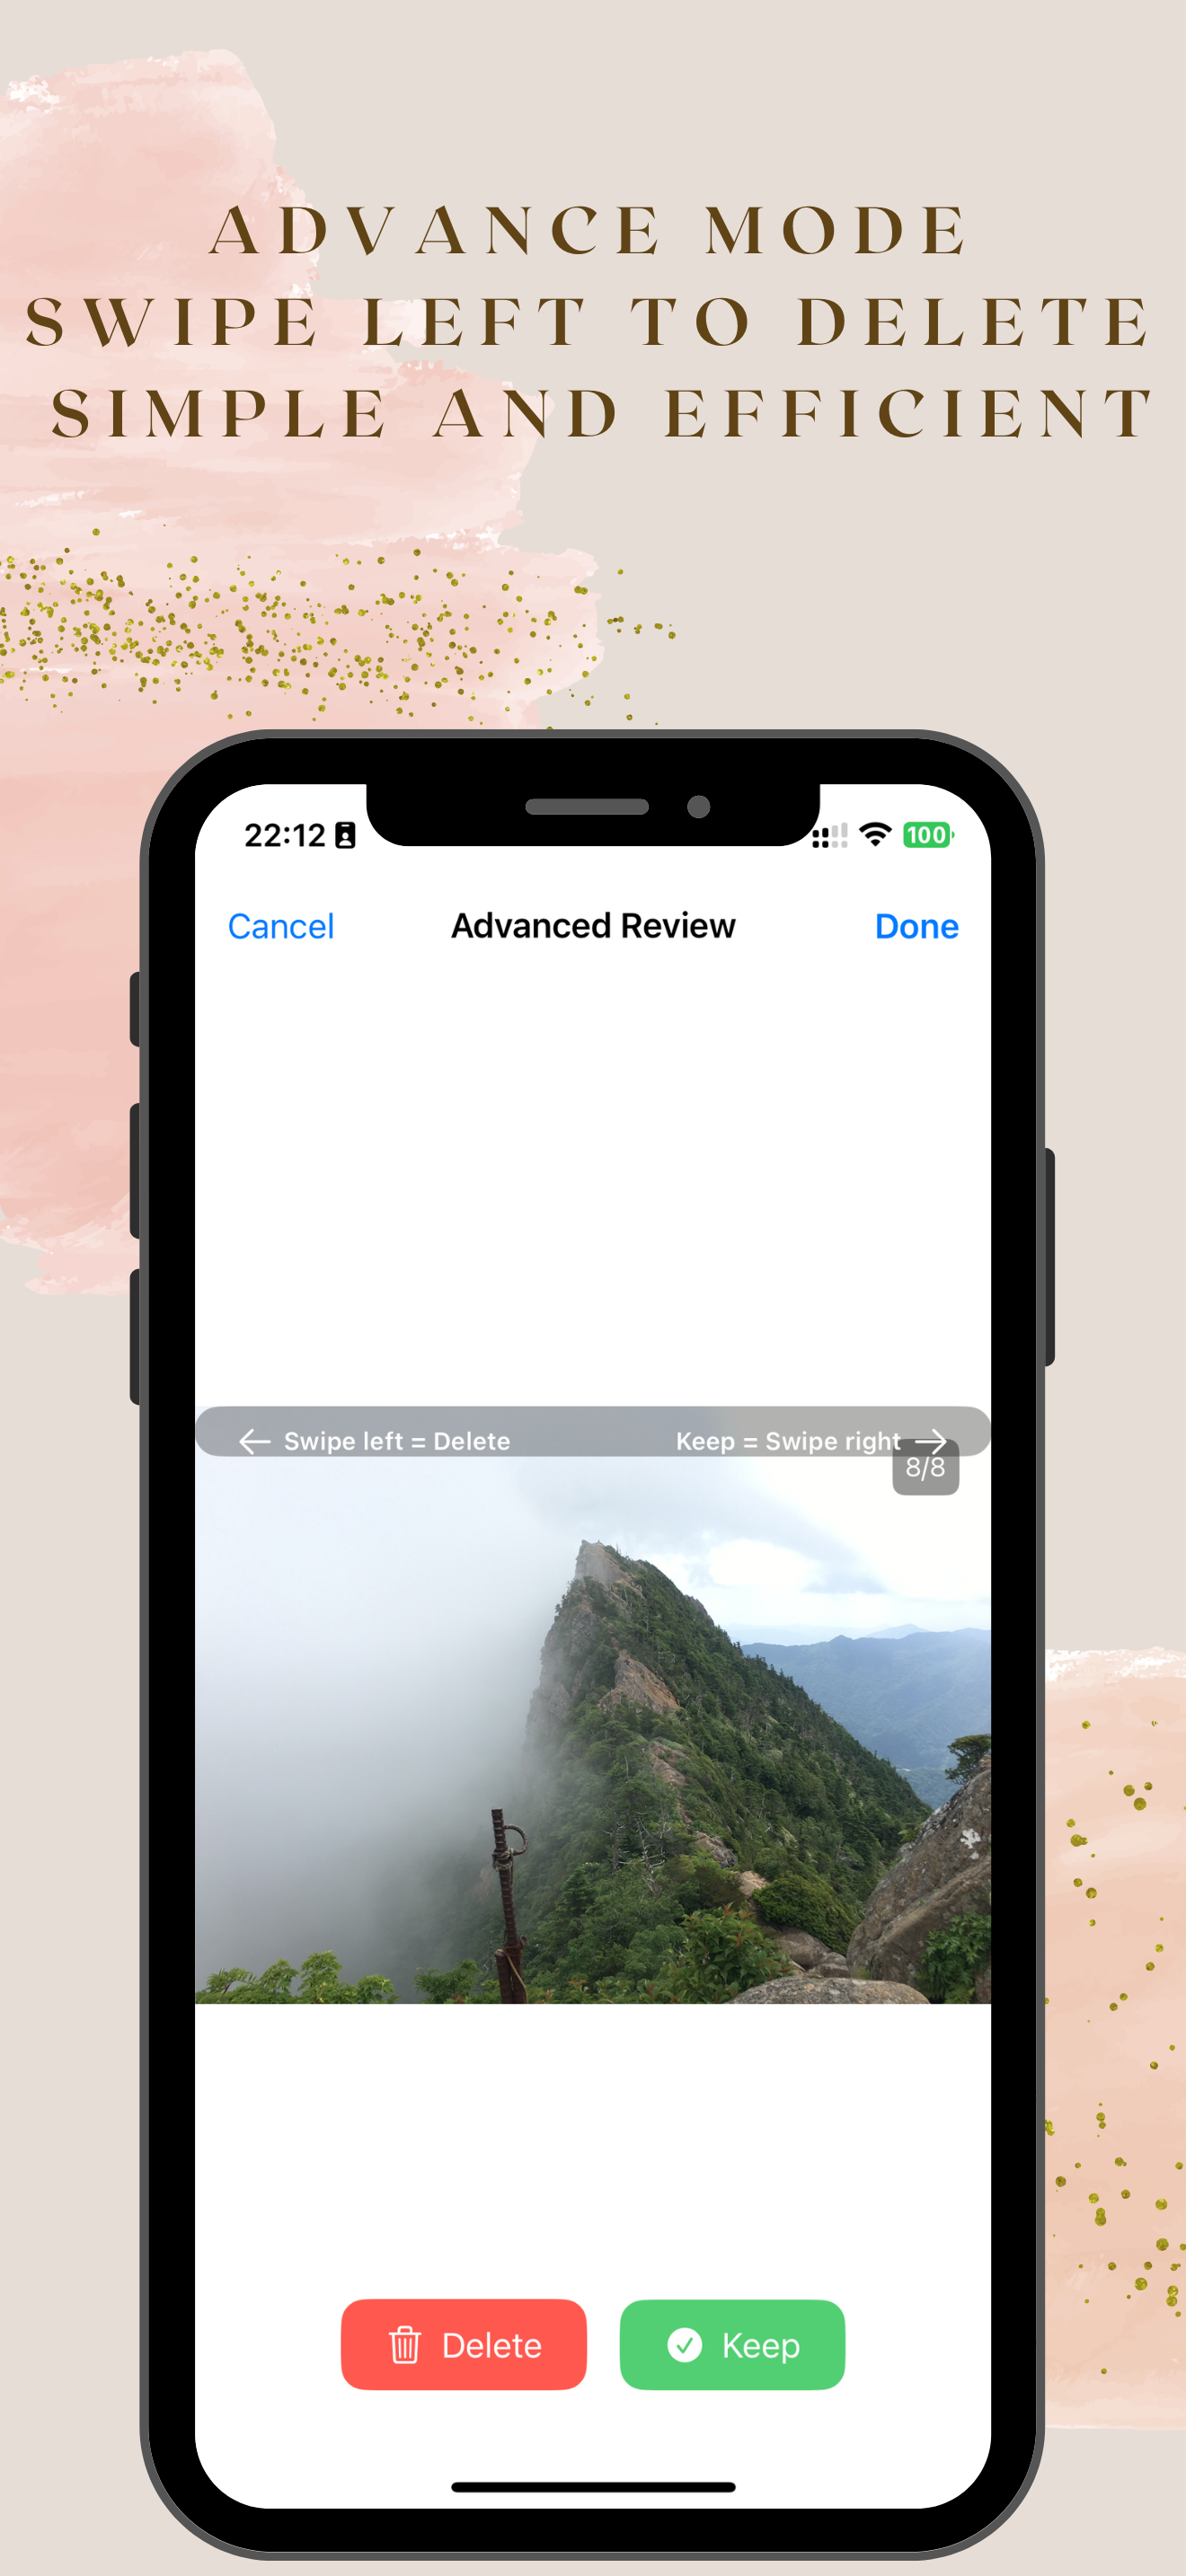 ADVANCE MODE
SWIPE LEFT TO DELETE
SIMPLE AND EFFICIENT
22:12
100
Cancel
Advanced Review
Done
← Swipe left = Delete
Keep = Swipe right →
8/8
Delete
Keep